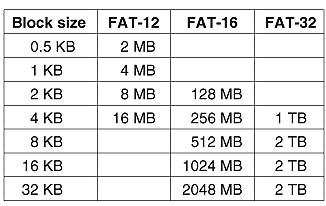 Block size FAT-12 FAT-16 FAT-32
0.5 KB 2 MB
1 KB 4 MB
2 KB 8 MB 128 MB
4 KB 16 MB 256 MB 1 TB
8 KB 512 MB 2 TB
16 KB 1024 MB 2 TB
32 KB 2048 MB 2 TB